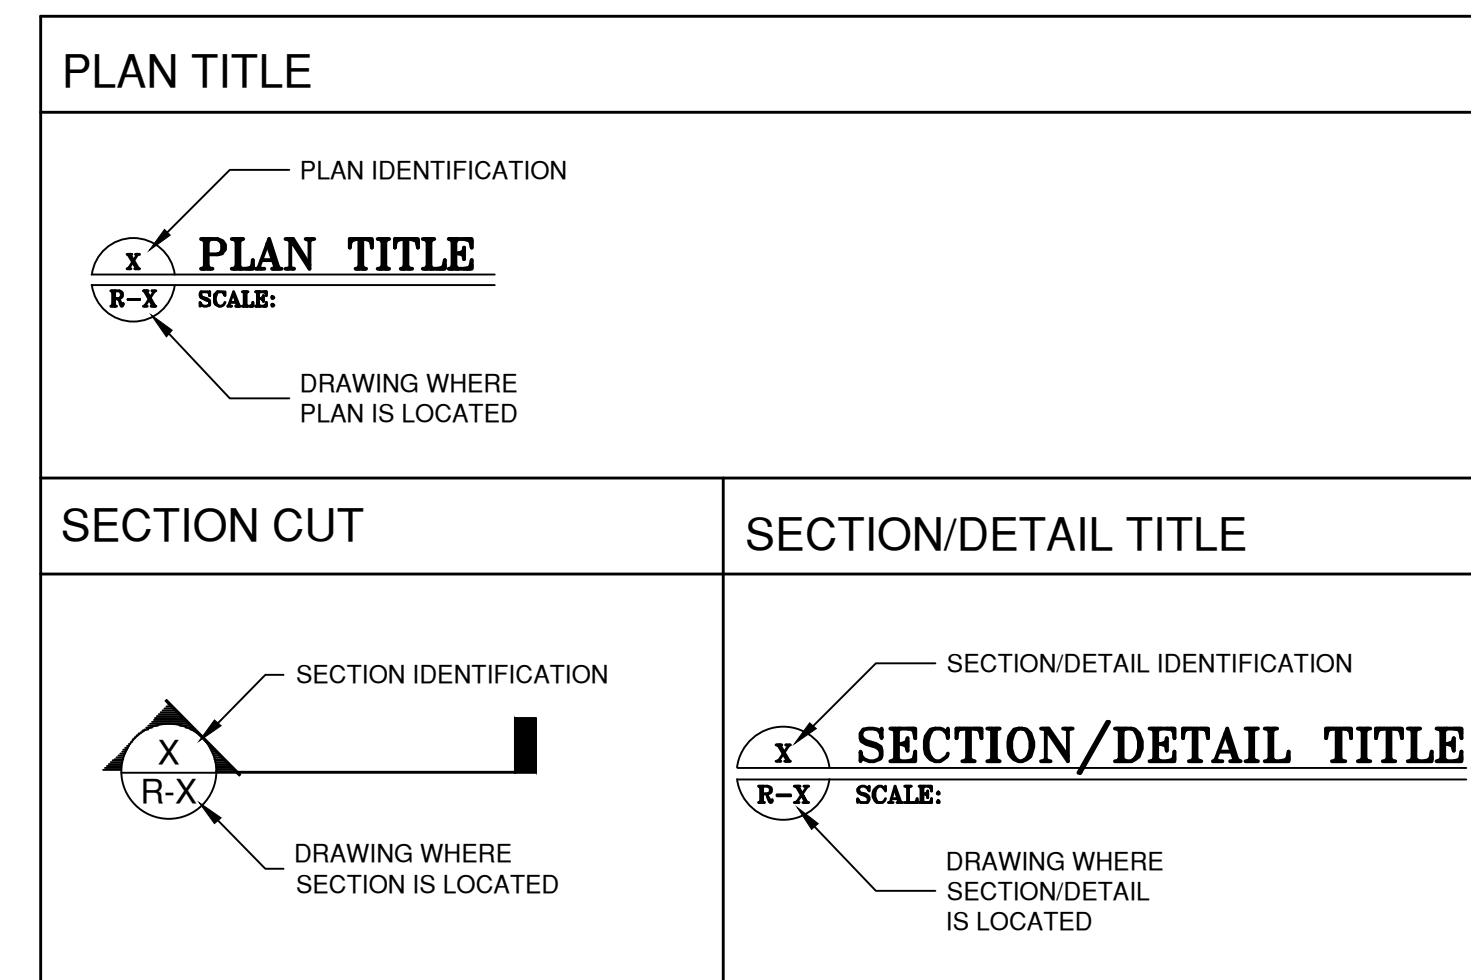 PLAN TITLE
PLAN IDENTIFICATION
X
PLAN TITLE
R-X
SCALE:
DRAWING WHERE
PLAN IS LOCATED
SECTION CUT
SECTION IDENTIFICATION
X
R-X
DRAWING WHERE
SECTION IS LOCATED
SECTION/DETAIL TITLE
SECTION/DETAIL IDENTIFICATION
X
SECTION/DETAIL TITLE
R-X
SCALE:
DRAWING WHERE
SECTION/DETAIL
IS LOCATED